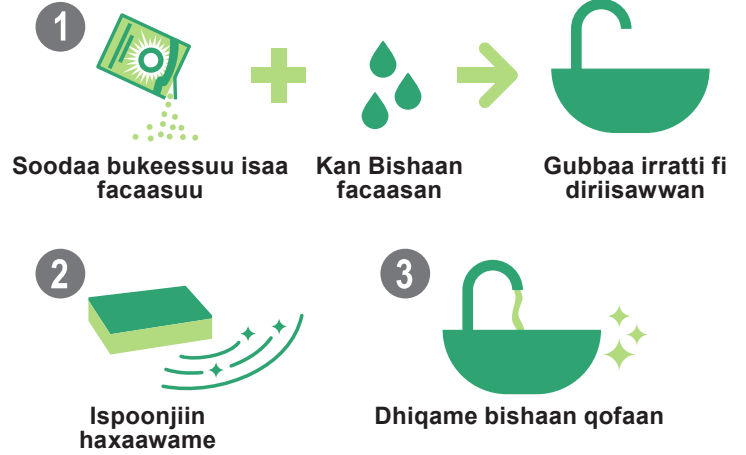 1
Soodaa bukeessuu isaa
facaasuu
Kan Bishaan
facaasan
Gubbaa irratti fi
diriisawwan
2
Ispoonjiin
haxaawame
3
Dhiqame bishaan qofaan